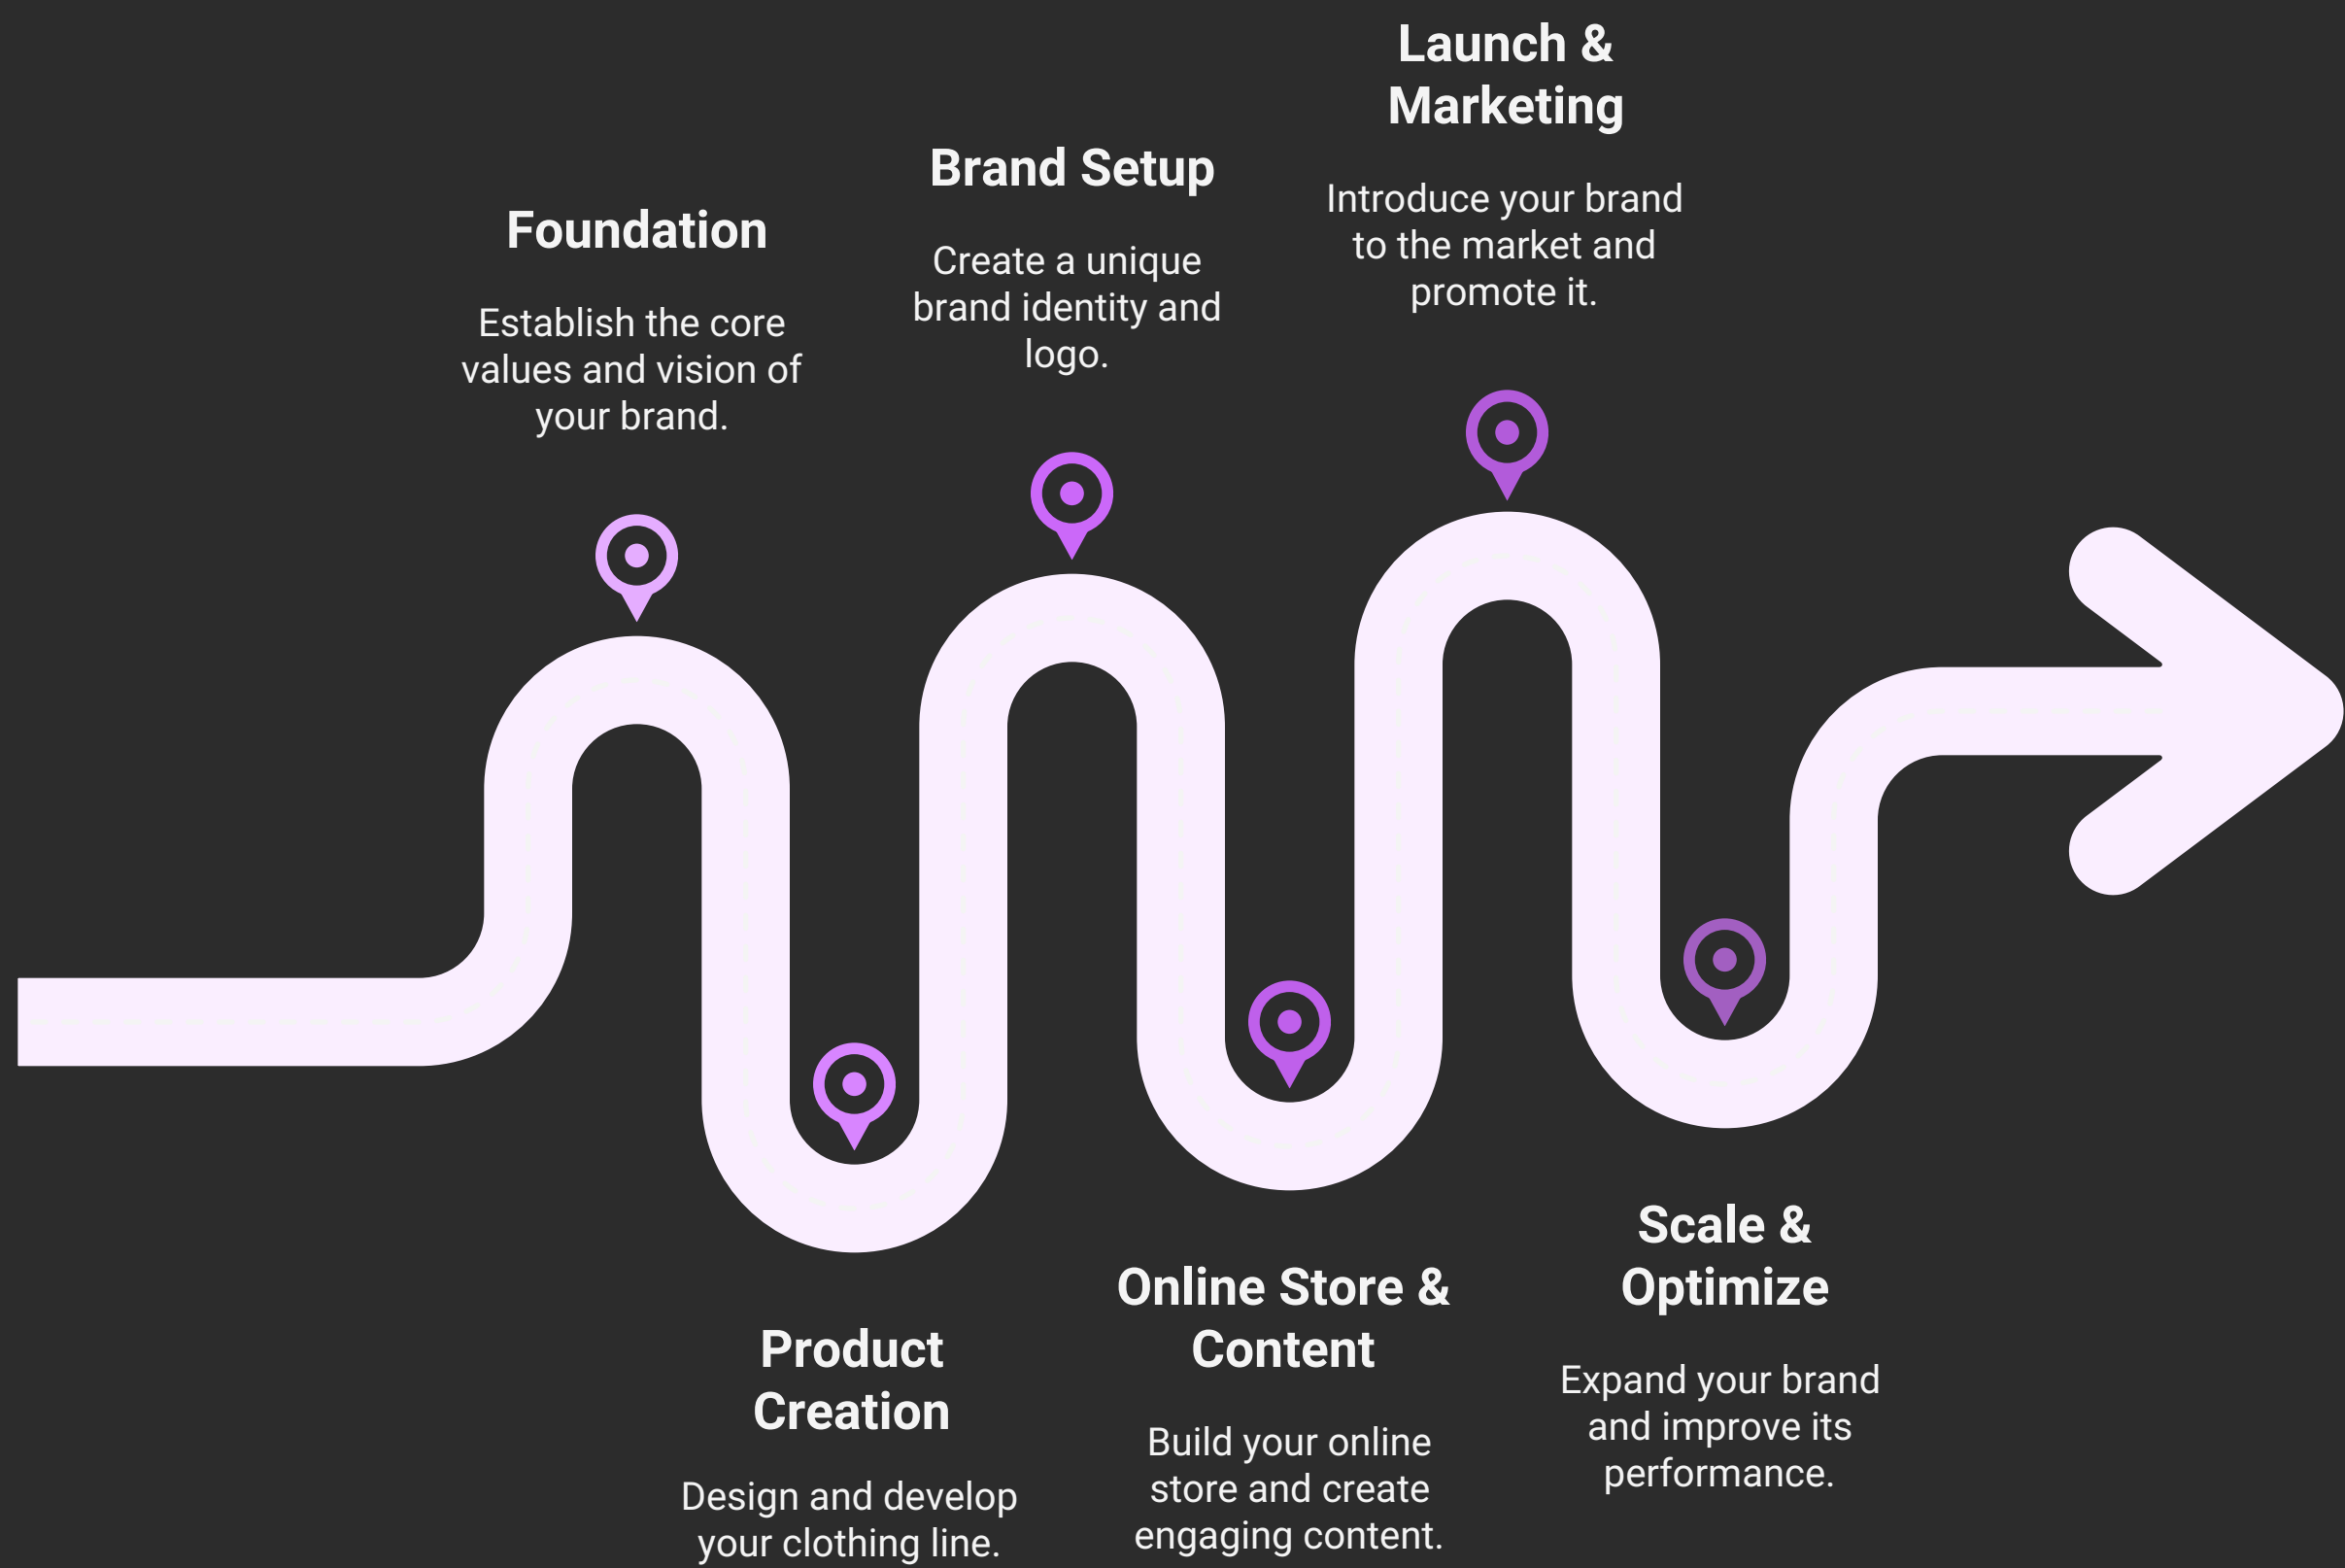 Foundation
Establish the core
values and vision of
your brand.
Product
Creation
Design and develop
your clothing line.
Brand Setup
Create a unique
brand identity and
logo.
Online Store &
Content
Build your online
store and create
engaging content.
Launch &
Marketing
Introduce your brand
to the market and
promote it.
Scale &
Optimize
Expand your brand
and improve its
performance.